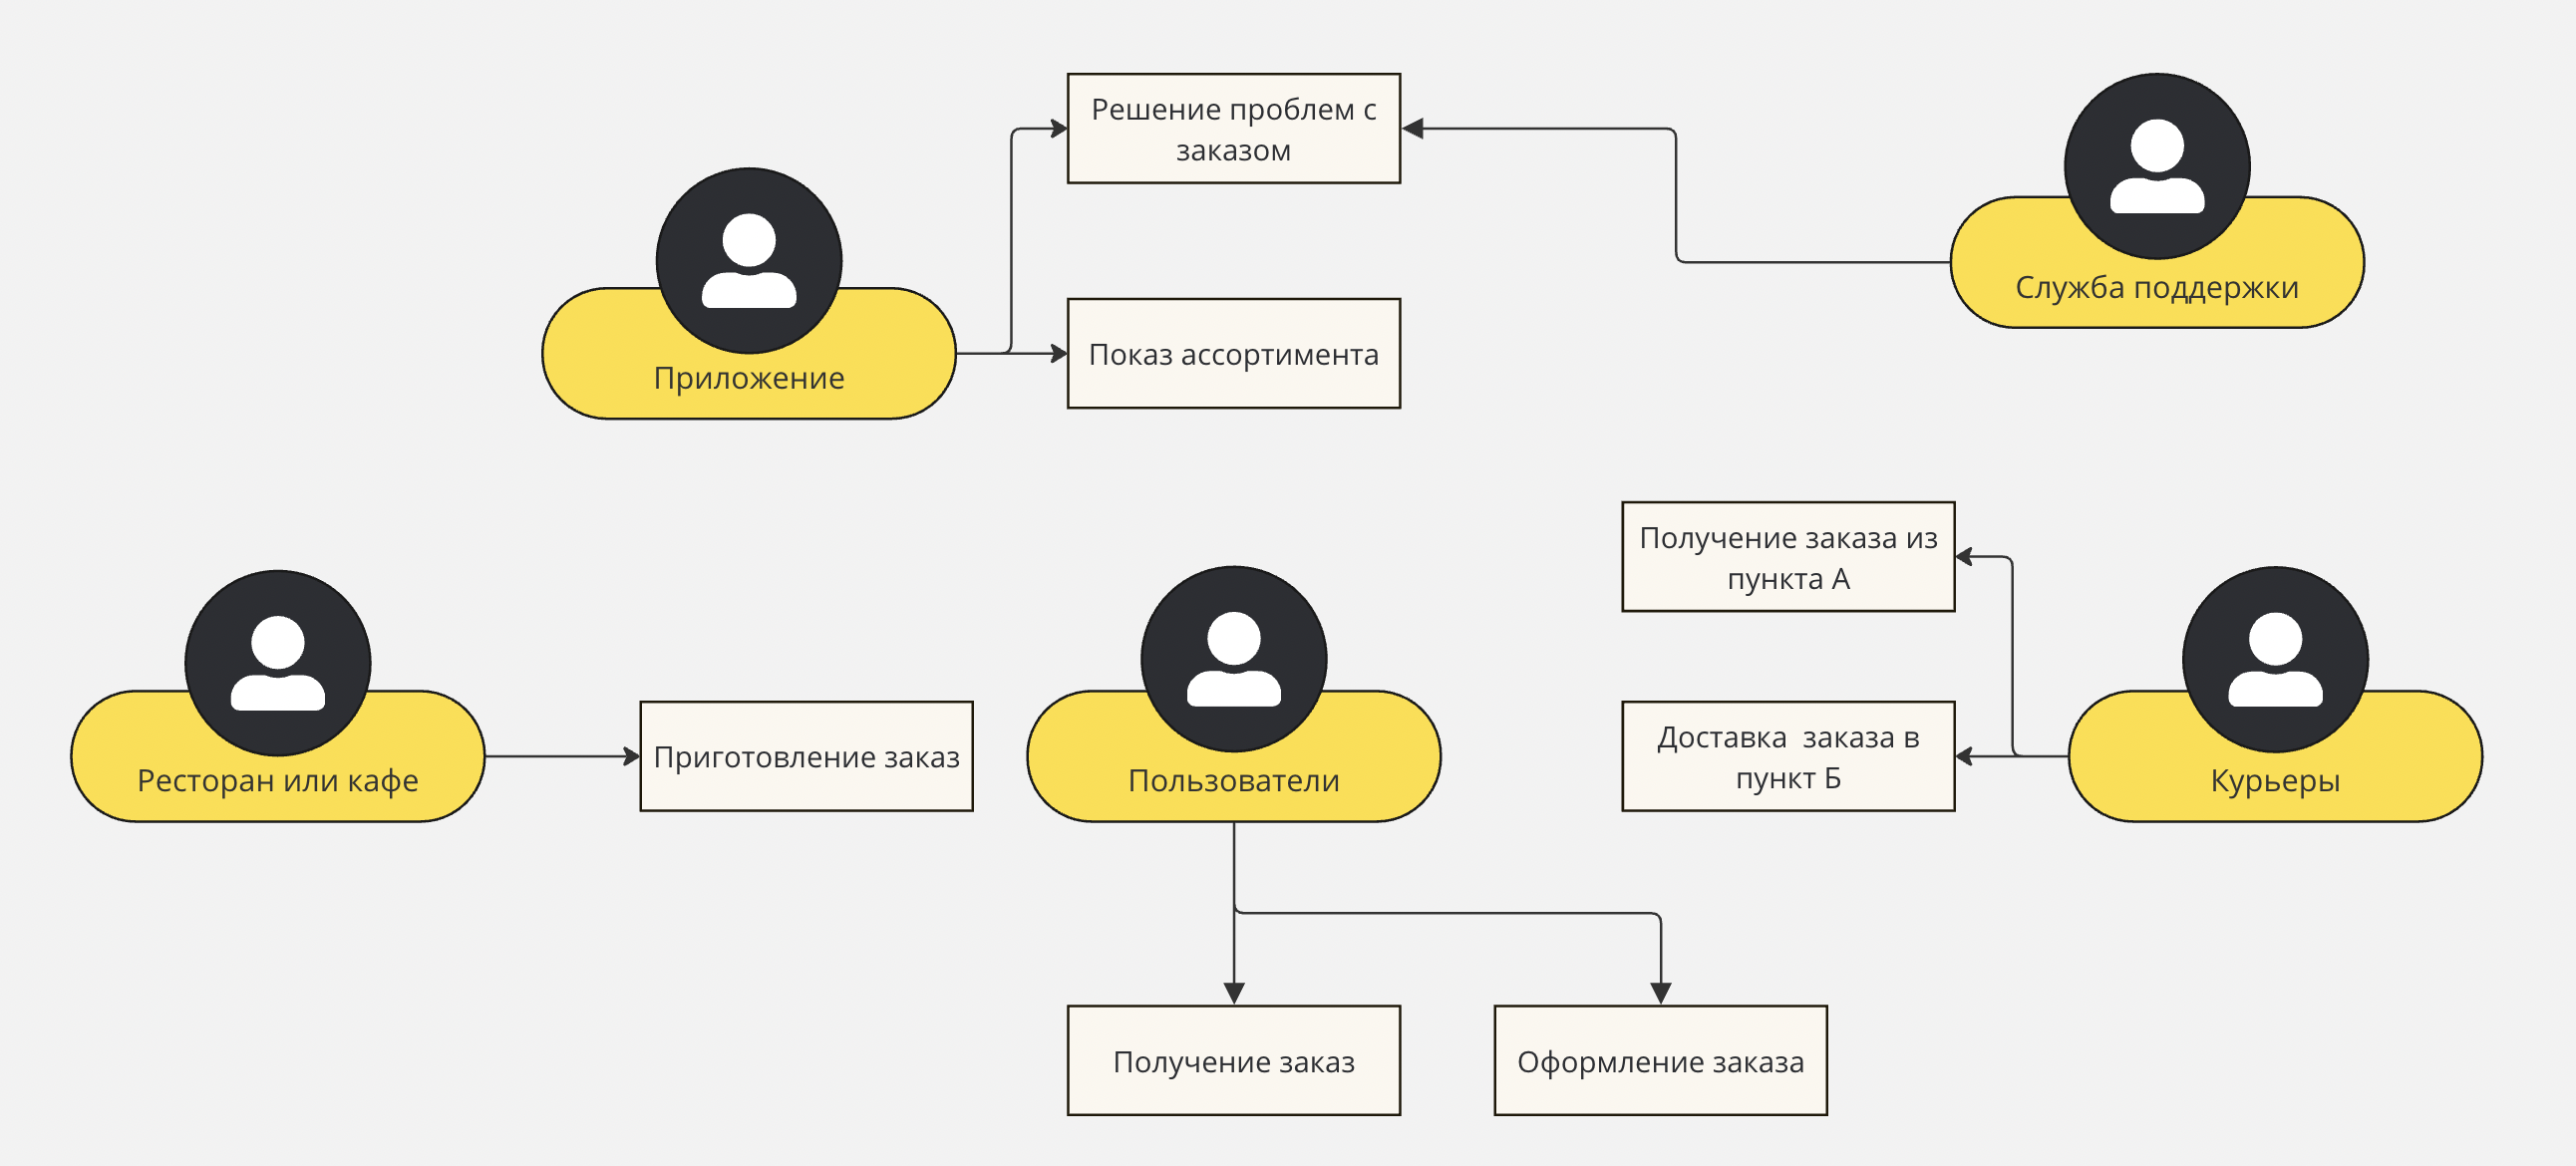 Решение проблем с
заказом
Служба поддержки
Показ ассортимента
Приложение
Получение заказа из
пункта А
Ресторан или кафе
Приготовление заказ
Пользователи
Доставка  заказа в
пункт Б
Курьеры
Получение заказ
Оформление заказа